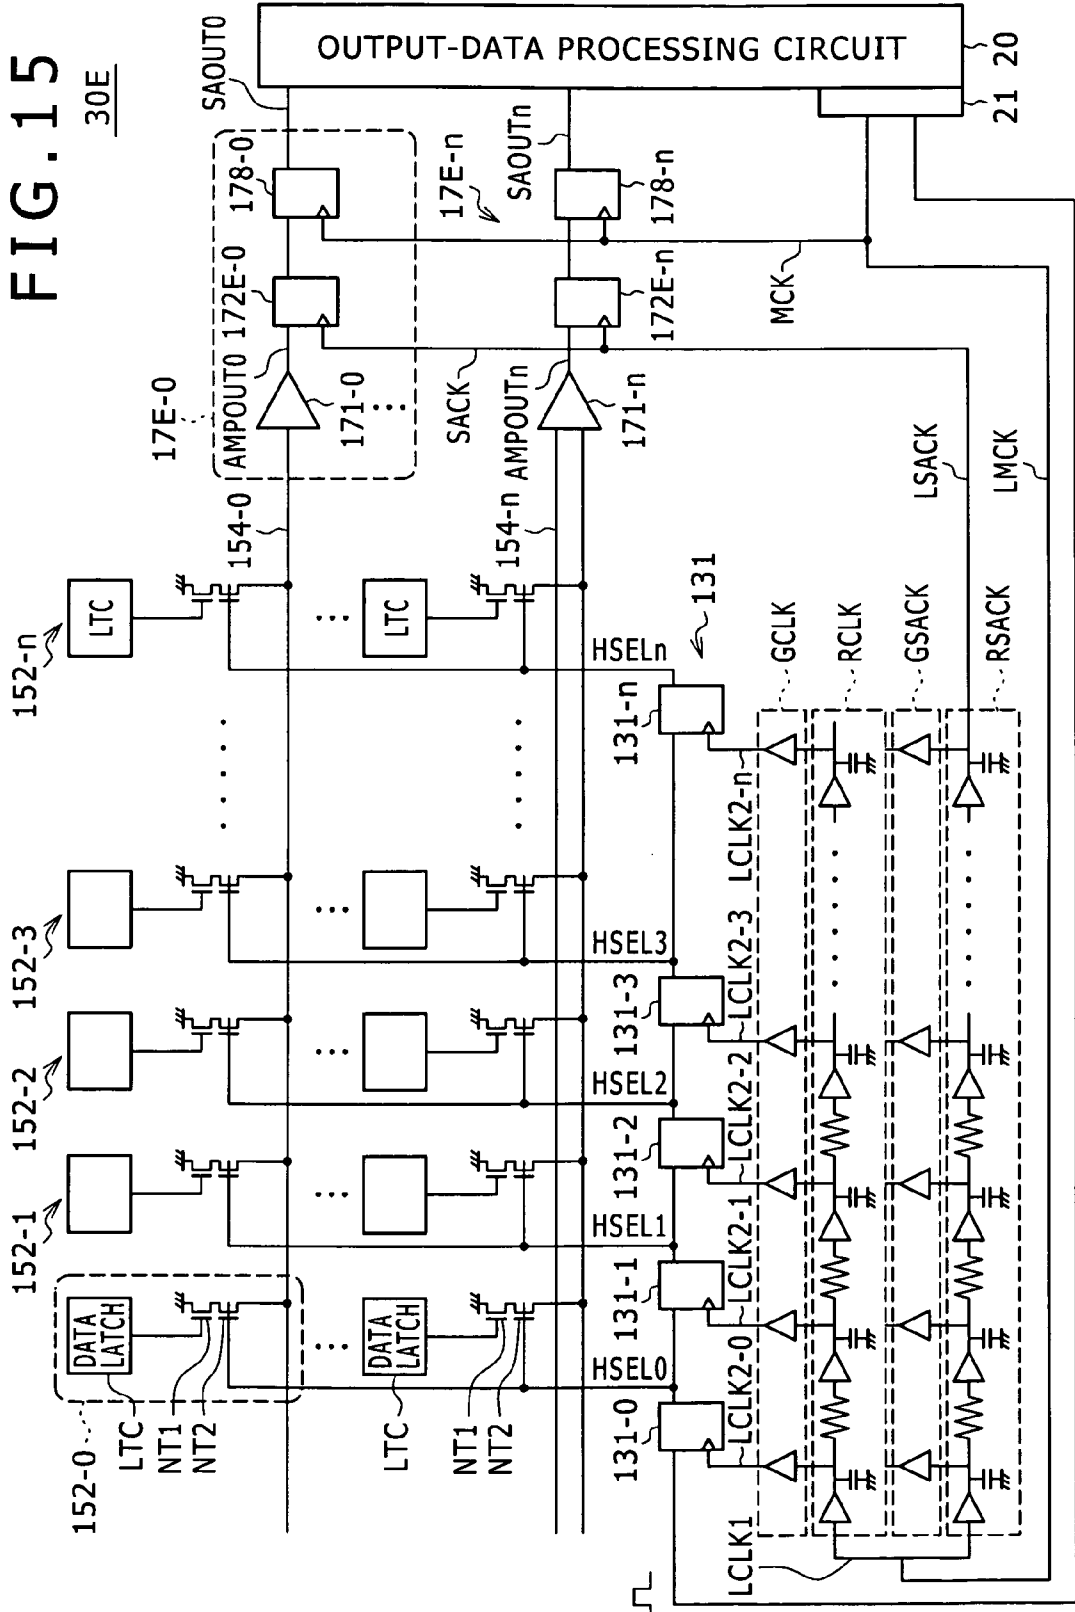 FIG.15
30E
OUTPUT-DATA PROCESSING CIRCUIT
20
21
SAOUT0
SAOUTn
17E-0
17E-n
178-0
178-n
172E-0
172E-n
MCK
AMPOUT0
171-0
SACK
AMPOUTn
171-n
154-0
154-n
LSACK
LMCK
152-n
LTC
LTC
HSELn
131
131-n
LCLK2-n
GCLK
RCLK
GSACK
RSACK
152-3
HSEL3
131-3
LCLK2-3
152-2
HSEL2
131-2
LCLK2-2
152-1
HSEL1
131-1
LCLK2-1
152-0
DATA
LATCH
LTC
NT1
NT2
DATA
LATCH
LTC
NT1
NT2
HSEL0
131-0
LCLK2-0
LCLK1